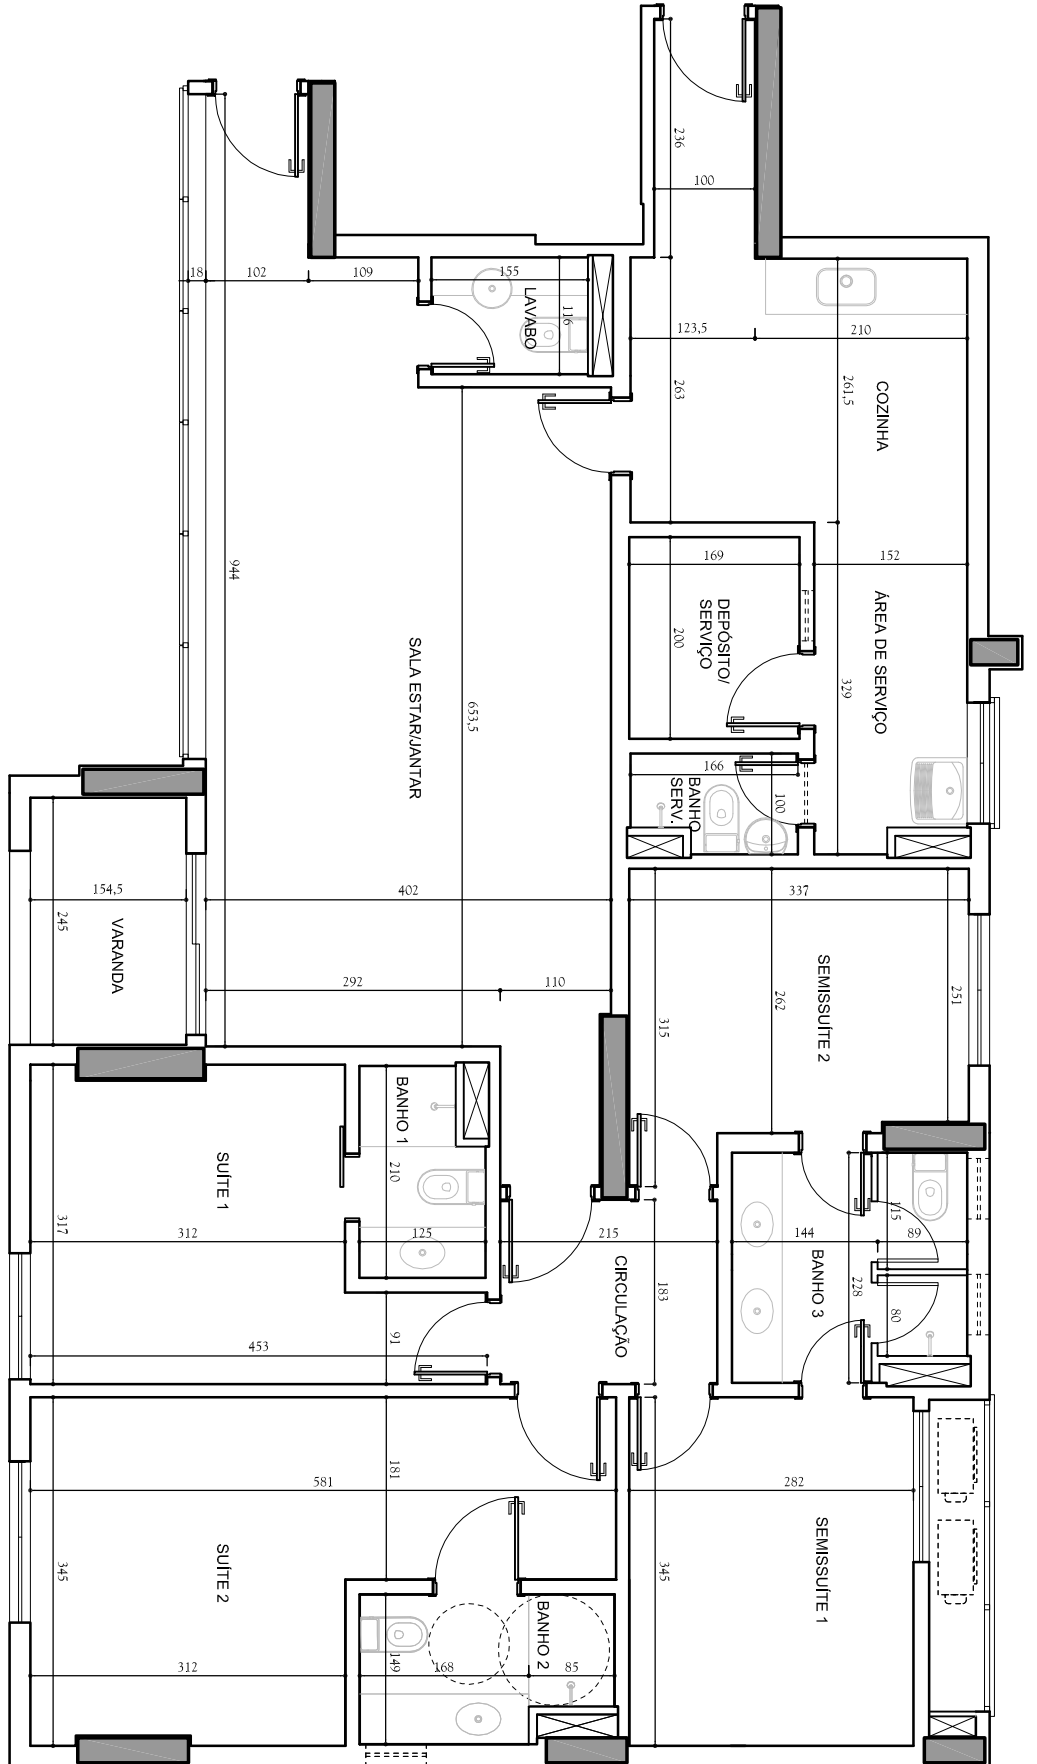 236
100
18
102
109
155
LAVABO
116
123,5
210
263
261,5
COZINHA
944
169
152
DEPÓSITO/
SERVIÇO
200
ÁREA DE SERVIÇO
329
SALA ESTAR/JANTAR
653,5
166
BANHO
SERV.
100
154,5
402
337
245
VARANDA
292
110
SEMISSUÍTE 2
315
262
251
BANHO 1
210
SUÍTE 1
317
312
125
215
CIRCULAÇÃO
183
144
89
115
BANHO 3
228
80
91
453
581
181
282
SUÍTE 2
345
345
SEMISSUÍTE 1
BANHO 2
312
149
168
85